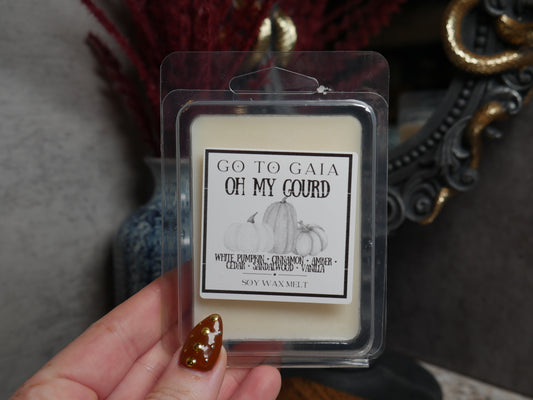 GO TO GAIA
OH MY GOURD
WHITE PUMPKIN • CINNAMON • AMBER •
CEDAR • SANDALWOOD • VANILLA
SOY WAX MELT